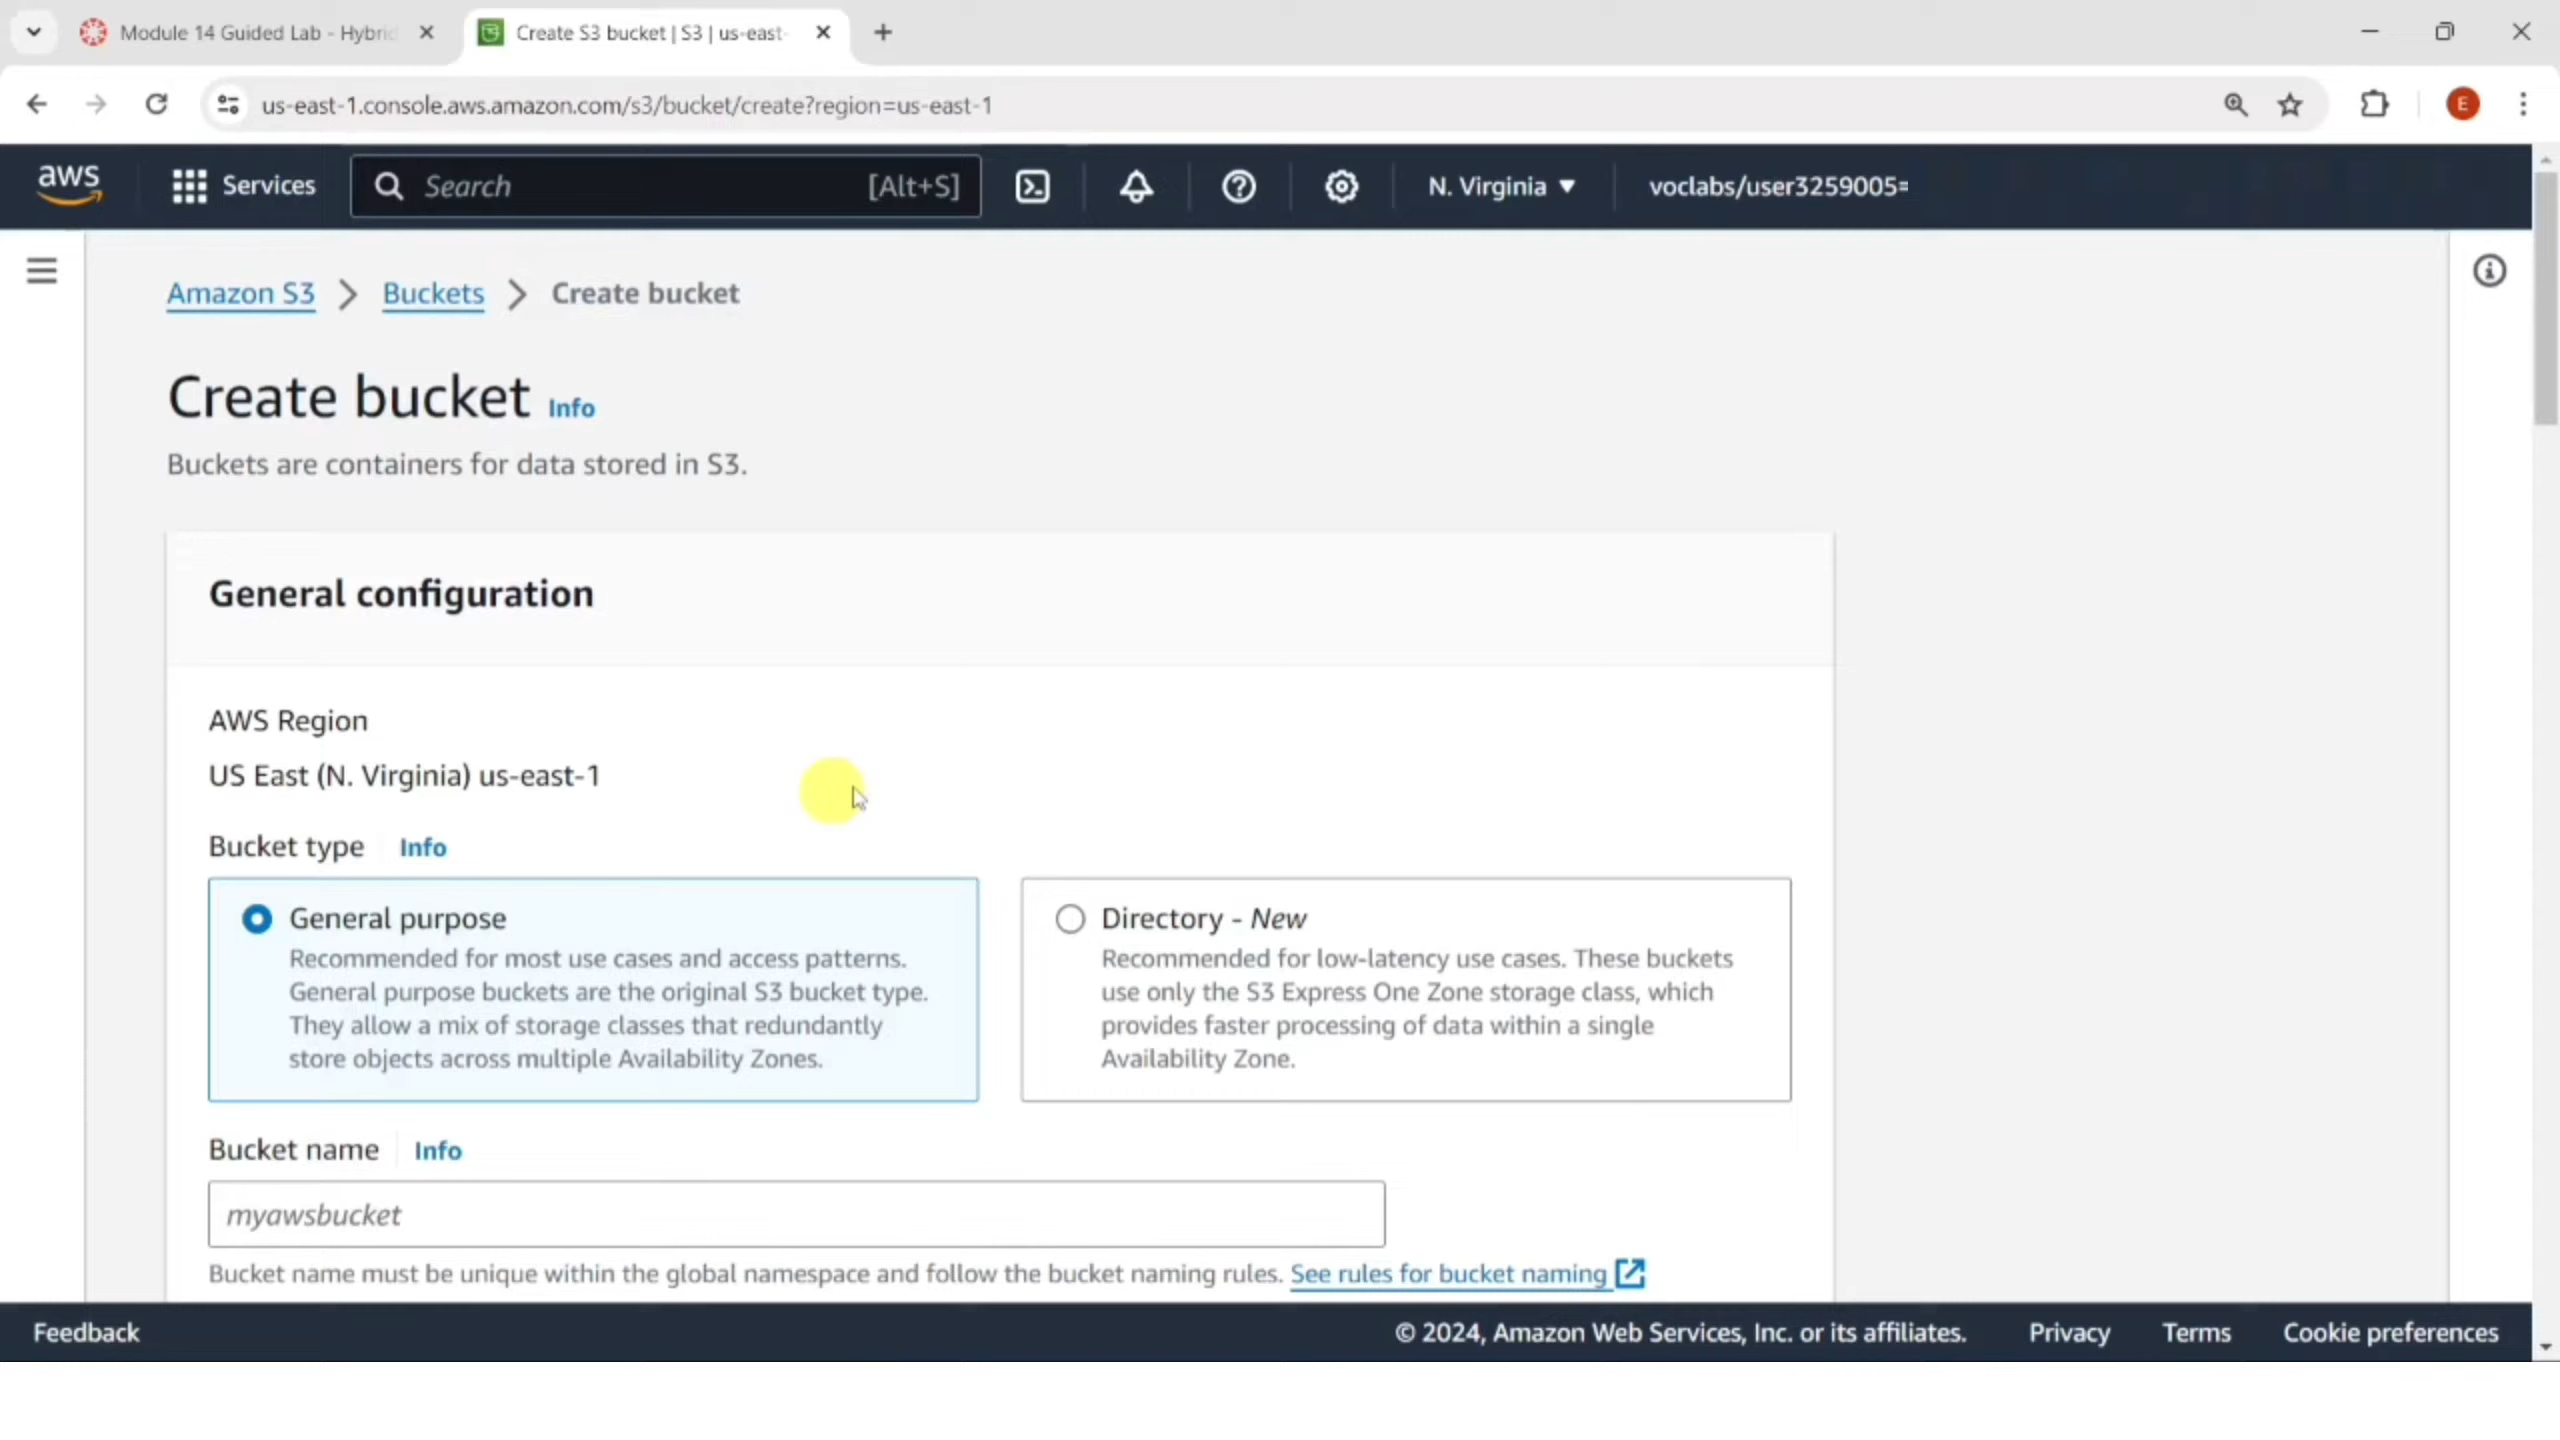 Module 14 Guided Lab - Hybri
Create S3 bucket | S3 | us-east-
us-east-1.console.aws.amazon.com/s3/bucket/create?region=us-east-1
E
aws
Services
Search
[Alt+S]
N. Virginia
voclabs/user3259005=
Amazon S3 > Buckets > Create bucket
Create bucket Info
Buckets are containers for data stored in S3.
General configuration
AWS Region
US East (N. Virginia) us-east-1
Bucket type Info
General purpose
Recommended for most use cases and access patterns.
General purpose buckets are the original S3 bucket type.
They allow a mix of storage classes that redundantly
store objects across multiple Availability Zones.
Directory - New
Recommended for low-latency use cases. These buckets
use only the S3 Express One Zone storage class, which
provides faster processing of data within a single
Availability Zone.
Bucket name Info
myawsbucket
Bucket name must be unique within the global namespace and follow the bucket naming rules. See rules for bucket naming
Feedback
© 2024, Amazon Web Services, Inc. or its affiliates.
Privacy
Terms
Cookie preferences